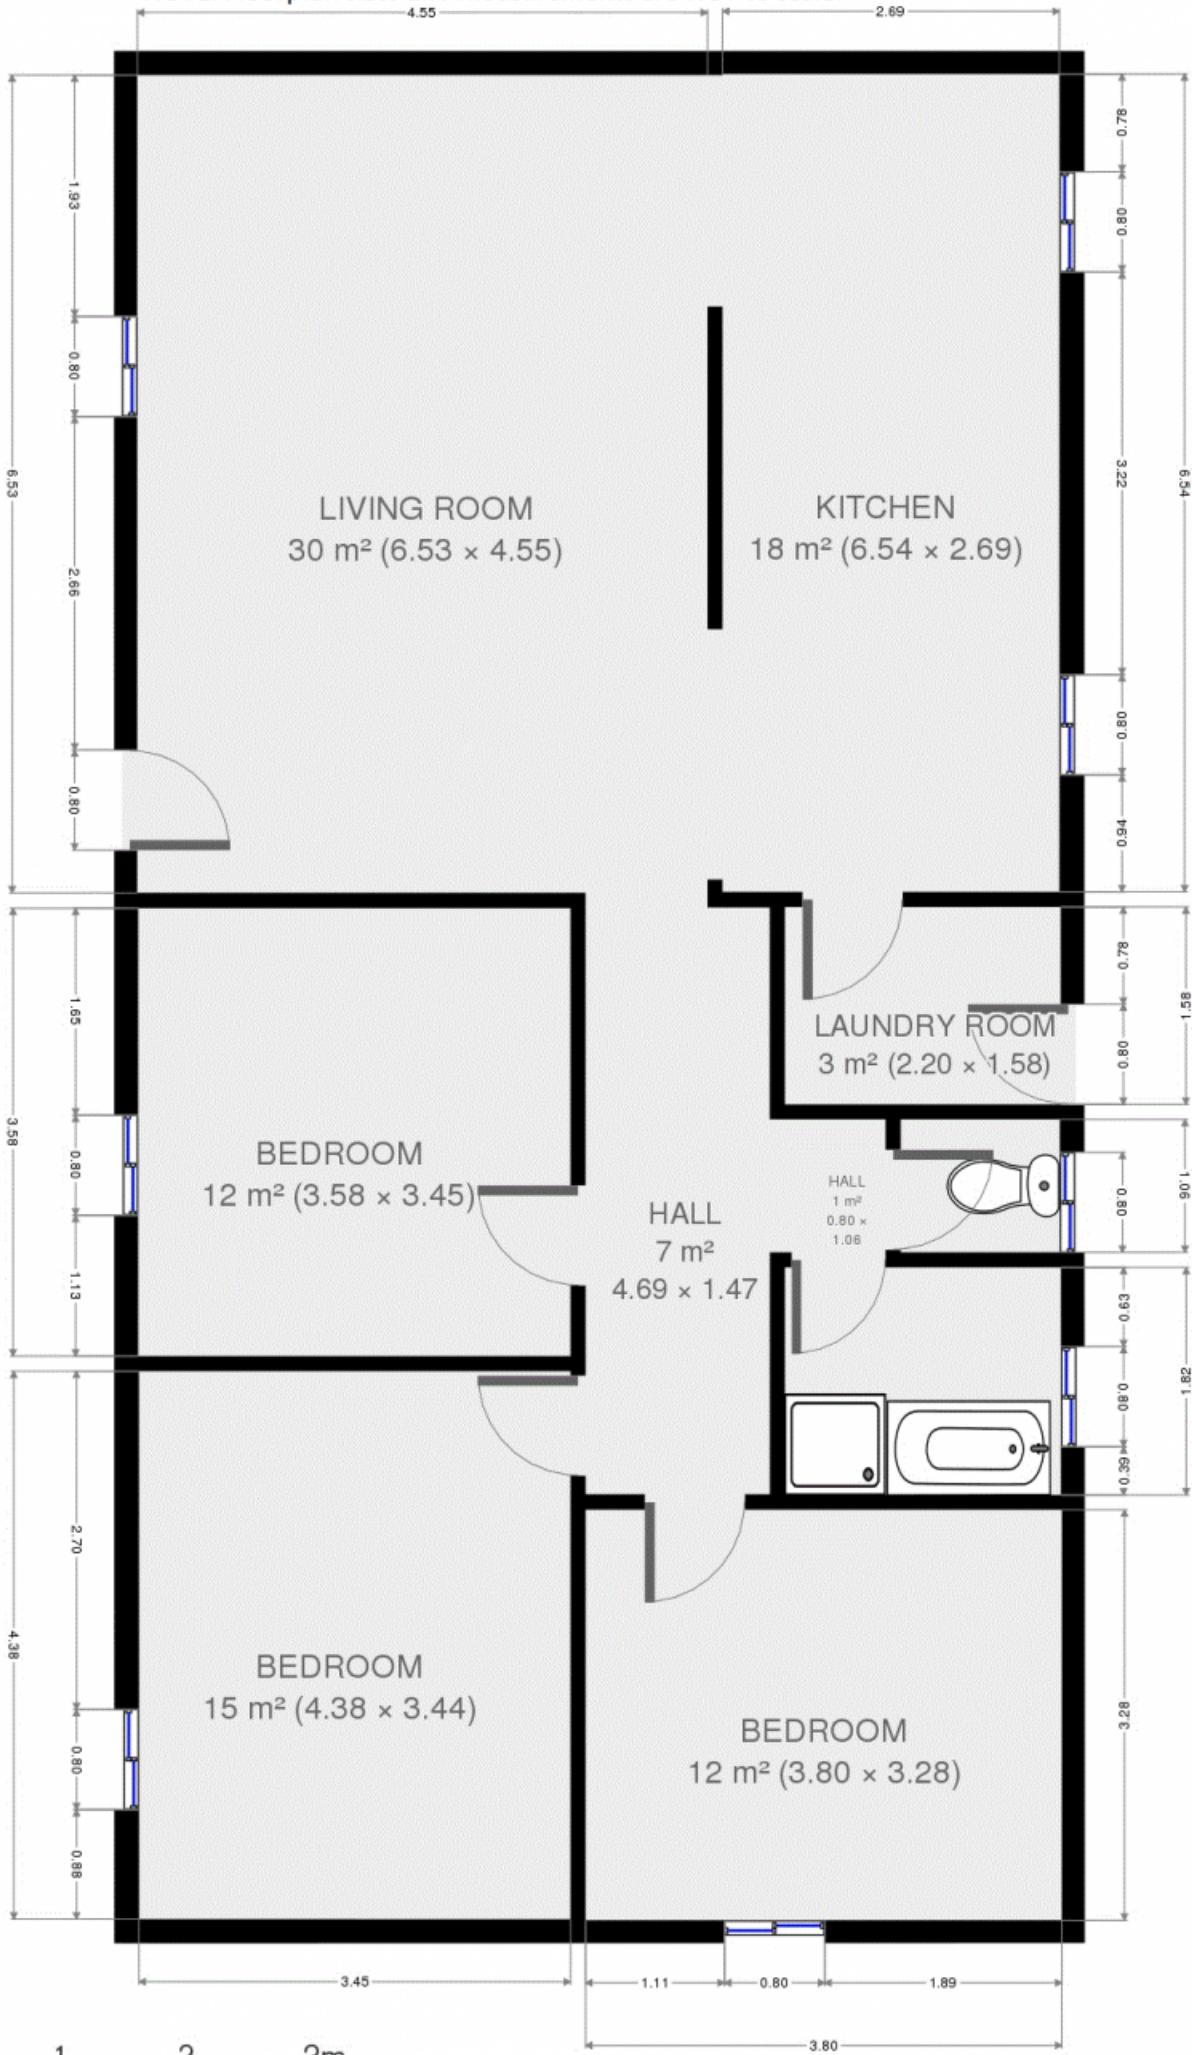 4.55
2.69
0.78
1.93
0.80
0.80
6.53
3.22
6.54
LIVING ROOM
30 m² (6.53 × 4.55)
KITCHEN
18 m² (6.54 × 2.69)
2.66
0.80
0.80
0.94
0.78
1.65
1.58
LAUNDRY ROOM
3 m² (2.20 × 1.58)
0.80
3.58
BEDROOM
12 m² (3.58 × 3.45)
0.80
HALL
1 m²
0.80 ×
1.06
0.80
1.06
HALL
7 m²
4.69 × 1.47
1.13
0.63
0.80
1.82
0.39
2.70
4.38
BEDROOM
15 m² (4.38 × 3.44)
BEDROOM
12 m² (3.80 × 3.28)
3.28
0.80
0.88
3.45
1.11
0.80
1.89
3.80